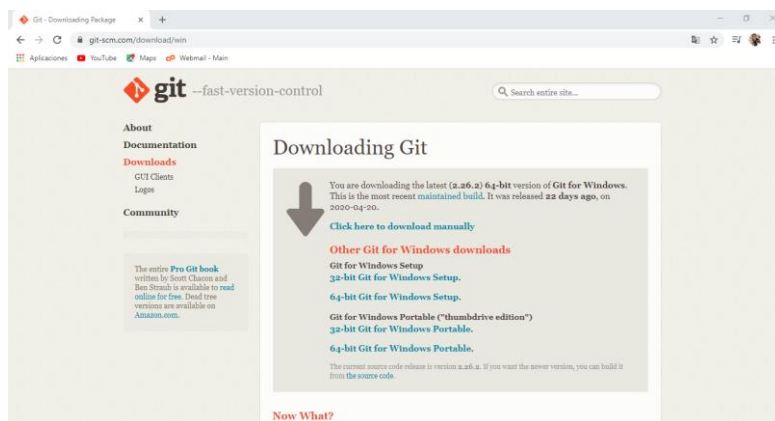 Git - Downloading Package
git-scm.com/download/win
Aplicaciones YouTube Maps Webmail - Main
git --fast-version-control
Search entire site...
About
Documentation
Downloads
GUI Clients
Logos
Community
The entire Pro Git book
written by Scott Chacon and
Ben Straub is available to read
online for free. Dead tree
versions are available on
Amazon.com.
Downloading Git
You are downloading the latest (2.26.2) 64-bit version of Git for Windows.
This is the most recent maintained build. It was released 22 days ago, on
2020-04-20.
Click here to download manually
Other Git for Windows downloads
Git for Windows Setup
32-bit Git for Windows Setup.
64-bit Git for Windows Setup.
Git for Windows Portable ("thumbdrive edition")
32-bit Git for Windows Portable.
64-bit Git for Windows Portable.
The current source code release is version 2.26.2. If you want the newer version, you can build it
from the source code.
Now What?